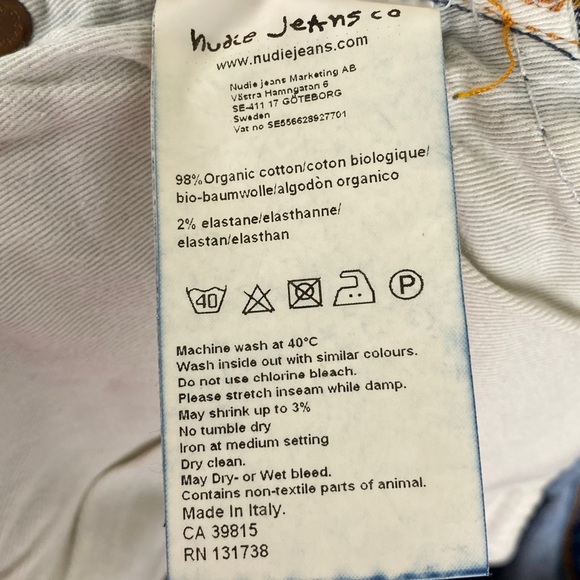 nudie jeans co
www.nudiejeans.com
Nudie jeans Marketing AB
Västra Hamngatan 6
SE-411 17 GÖTEBORG
Sweden
Vat no SE556628927701
98%Organic cotton/coton biologique/
bio-baumwolle/algodòn organico
2% elastane/elasthanne/
elastan/elasthan
40 P
Machine wash at 40°C
Wash inside out with similar colours.
Do not use chlorine bleach.
Please stretch inseam while damp.
May shrink up to 3%
No tumble dry
Iron at medium setting
Dry clean.
May Dry- or Wet bleed.
Contains non-textile parts of animal.
Made in Italy.
CA 39815
RN 131738